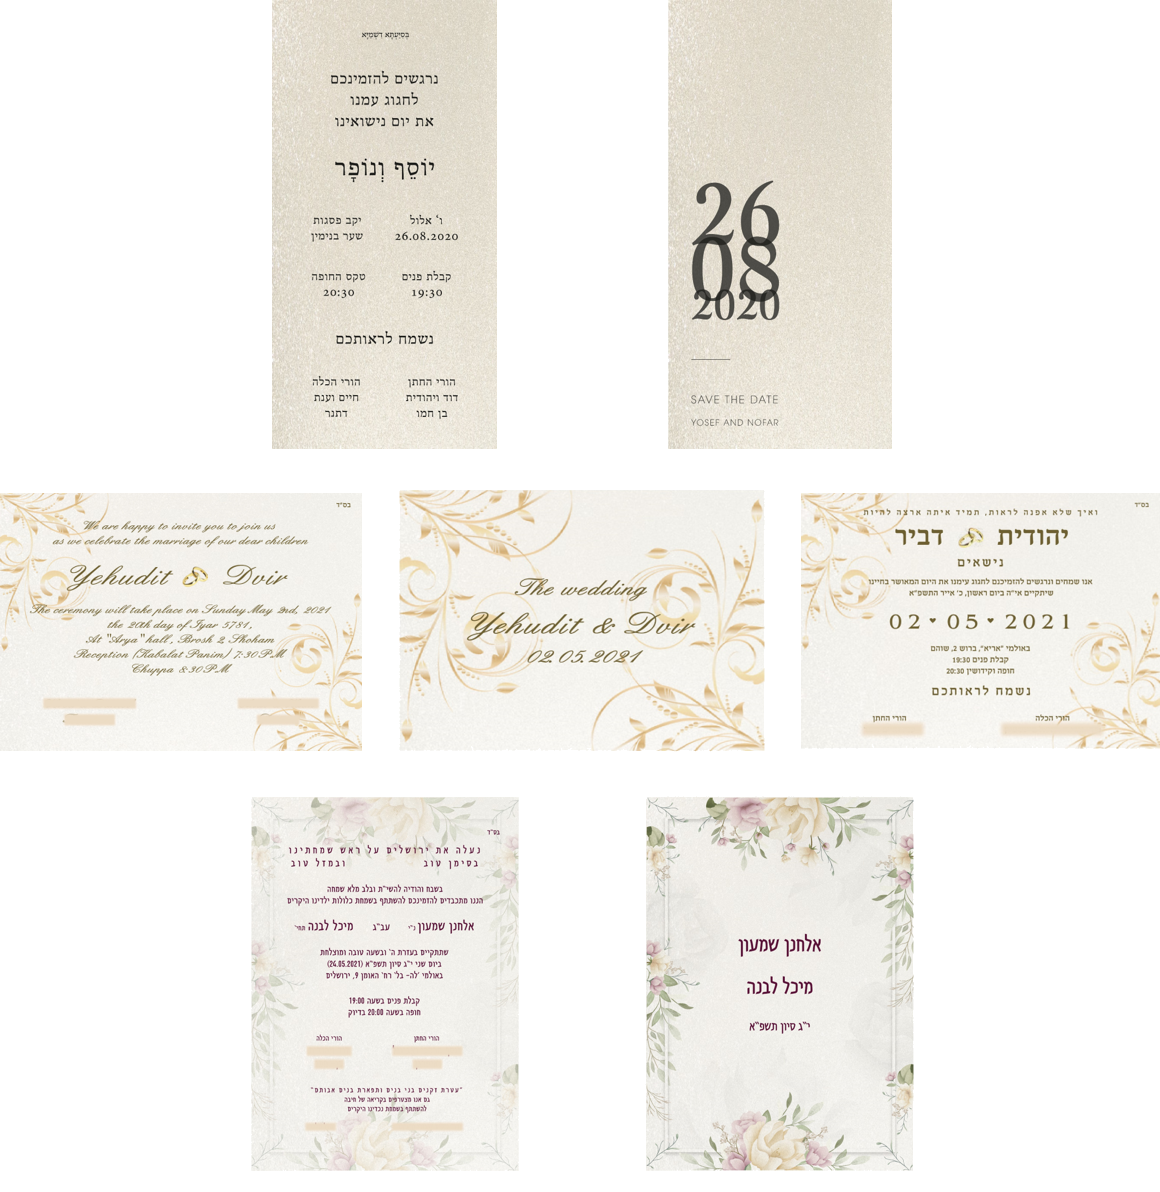 בְּסִיַּעְתָּא דִּשְׁמַיָּא
נרגשים להזמינכם
לחגוג עמנו
את יום נישואינו
יוֹסֵף וְנוֹפָר
ו' אלול
26.08.2020
יקב פסגות
שער בנימין
קבלת פנים
19:30
טקס החופה
20:30
נשמח לראותכם
הורי החתן
דוד ויהודית
בן חמו
הורי הכלה
חיים וענת
דתנר
26
08
2020
SAVE THE DATE
YOSEF AND NOFAR
בס"ד
We are happy to invite you to join us
as we celebrate the marriage of our dear children
Yehudit & Dvir
The ceremony will take place on Sunday May 2nd, 2021
the 20th day of Iyar 5781,
At "Arya" hall, Brosh 2 Shoham
Reception (Kabalat Panim) 7:30PM
Chuppa 8:30PM
The wedding
Yehudit & Dvir
02.05.2021
בס"ד
ואיך שלא אפנה לראות, תמיד איתה ארצה לחיות
יהודית דביר
נישאים
אנו שמחים ונרגשים להזמינכם לחגוג עימנו את היום המאושר בחיינו
שיתקיים אי"ה ביום ראשון, כ' אייר התשפ"א
02 ♥ 05 ♥ 2021
באולמי "אריא", ברוש 2, שוהם
קבלת פנים 19:30
חופה וקידושין 20:30
נשמח לראותכם
הורי הכלה
הורי החתן
בס"ד
נעלה את ירושלים על ראש שמחתינו
בסימן טוב ובמזל טוב
בשבח והודיה להשי"ת ובלב מלא שמחה
הננו מתכבדים להזמינכם להשתתף בשמחת כלולות ילדינו היקרים
אלחנן שמעון נ"י עב"ג מיכל לבנה תחי'
שתתקיים בעזרת ה' ובשעה טובה ומוצלחת
ביום שני י"ג סיון תשפ"א (24.05.2021)
באולמי 'לה- בל' רח' האומן 9, ירושלים
קבלת פנים בשעה 19:00
חופה בשעה 20:00 בדיוק
הורי החתן
הורי הכלה
"עטרת זקנים בני בנים ותפארת בנים אבותם"
גם אנו מצטרפים בקריאה של חיבה
להשתתף בשמחת נכדינו היקרים
אלחנן שמעון
מיכל לבנה
י"ג סיון תשפ"א